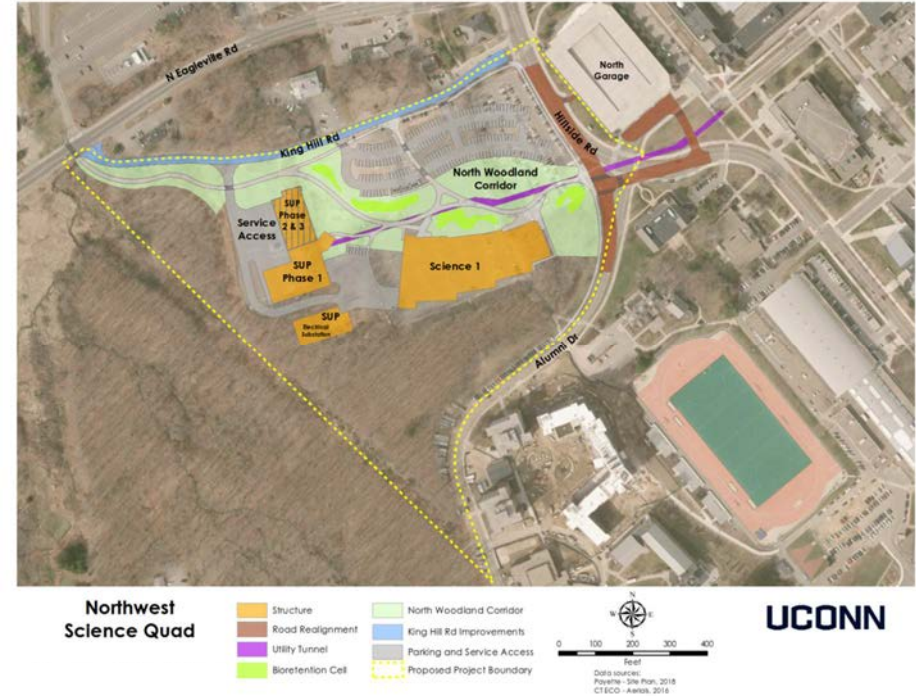 N Eagleville Rd
North
Garage
King Hill Rd
Hillside Rd
North Woodland
Corridor
SUP
Phase
2 & 3
Service
Access
SUP
Phase 1
Science 1
SUP
Electrical
Substation
Alumni Dr
Northwest
Science Quad
Structure
Road Realignment
Utility Tunnel
Bioretention Cell
North Woodland Corridor
King Hill Rd Improvements
Parking and Service Access
Proposed Project Boundary
N
W E
S
0 100 200 300 400
Feet
Data sources:
Payette - Site Plan, 2018
CT ECO - Aerials, 2016
UCONN